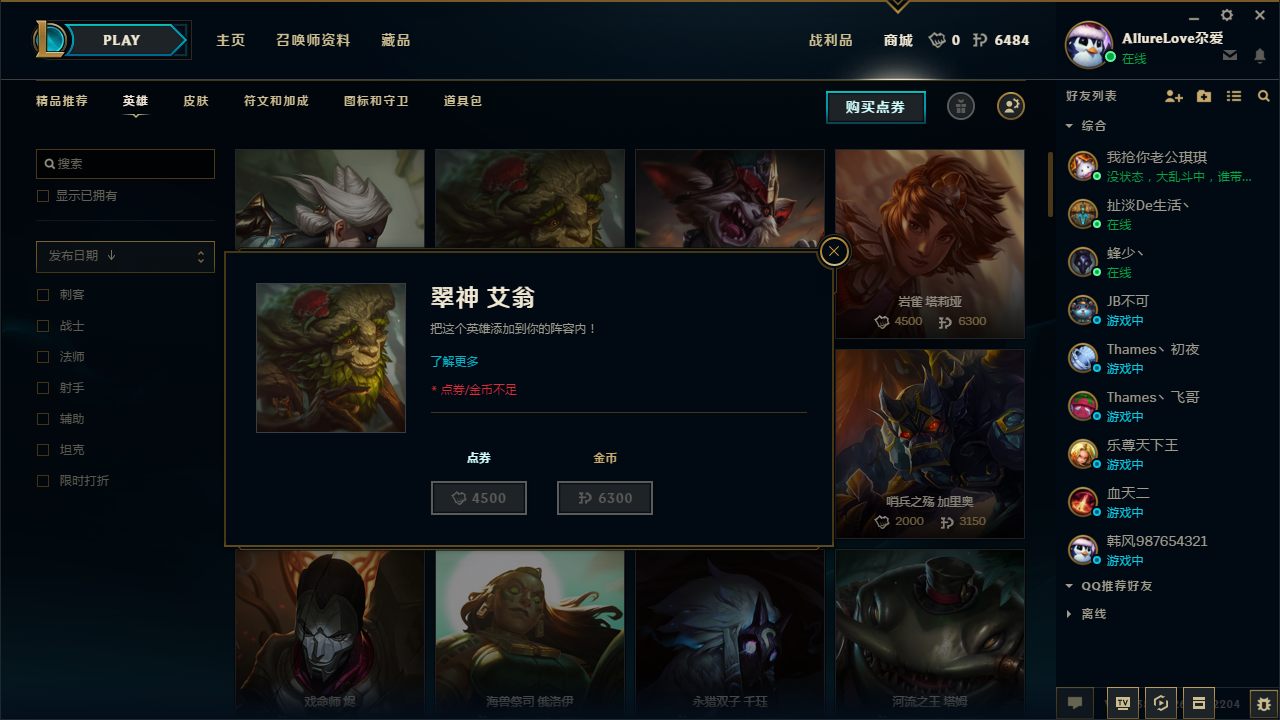 PLAY
主页
召唤师资料
藏品
战利品
商城
0
6484
AllureLove尕爱
在线
精品推荐
英雄
皮肤
符文和加成
图标和守卫
道具包
购买点券
好友列表
综合
搜索
显示已拥有
发布日期 ↓
刺客
战士
法师
射手
辅助
坦克
限时打折
岩雀 塔莉垭
4500
6300
翠神 艾翁
把这个英雄添加到你的阵容内！
了解更多
* 点券/金币不足
点券
金币
4500
6300
哨兵之殇 加里奥
2000
3150
戏命师 烬
海兽祭司 俄洛伊
永猎双子 千珏
河流之王 塔姆
我抢你老公琪琪
没状态，大乱斗中，谁带...
扯淡De生活丶
在线
蜂少丶
在线
JB不可
游戏中
Thames丶初夜
游戏中
Thames丶飞哥
游戏中
乐尊天下王
游戏中
血天二
游戏中
韩风987654321
游戏中
QQ推荐好友
离线
TV
2204